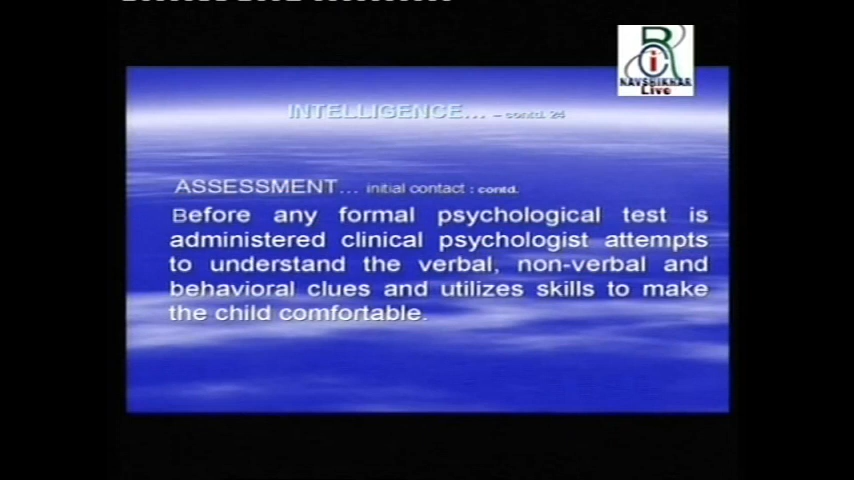 RCI
NAVSHIKHAR
Live
INTELLIGENCE... – contd. 24
ASSESSMENT... initial contact : contd.
Before any formal psychological test is
administered clinical psychologist attempts
to understand the verbal, non-verbal and
behavioral clues and utilizes skills to make
the child comfortable.